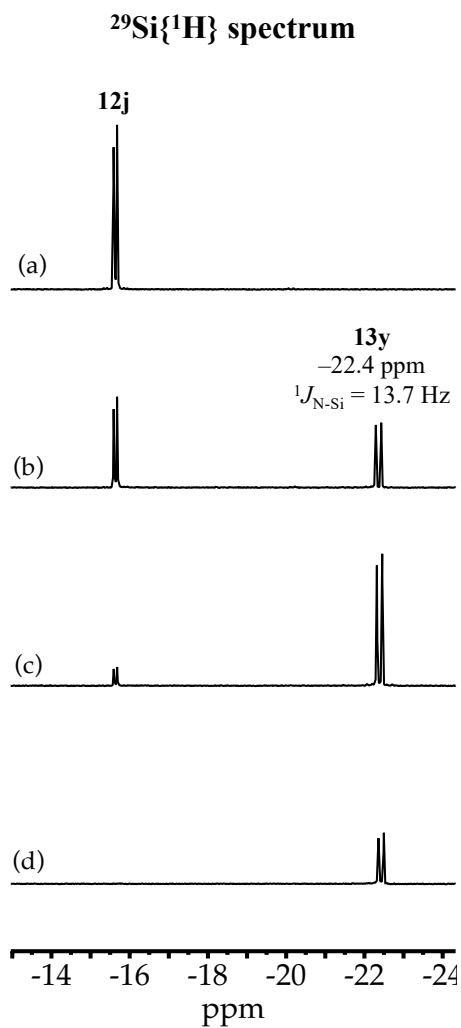 ²⁹Si{¹H} spectrum
12j
(a)
13y
–22.4 ppm
¹J_N-Si = 13.7 Hz
(b)
(c)
(d)
-14 -16 -18 -20 -22 -24
ppm